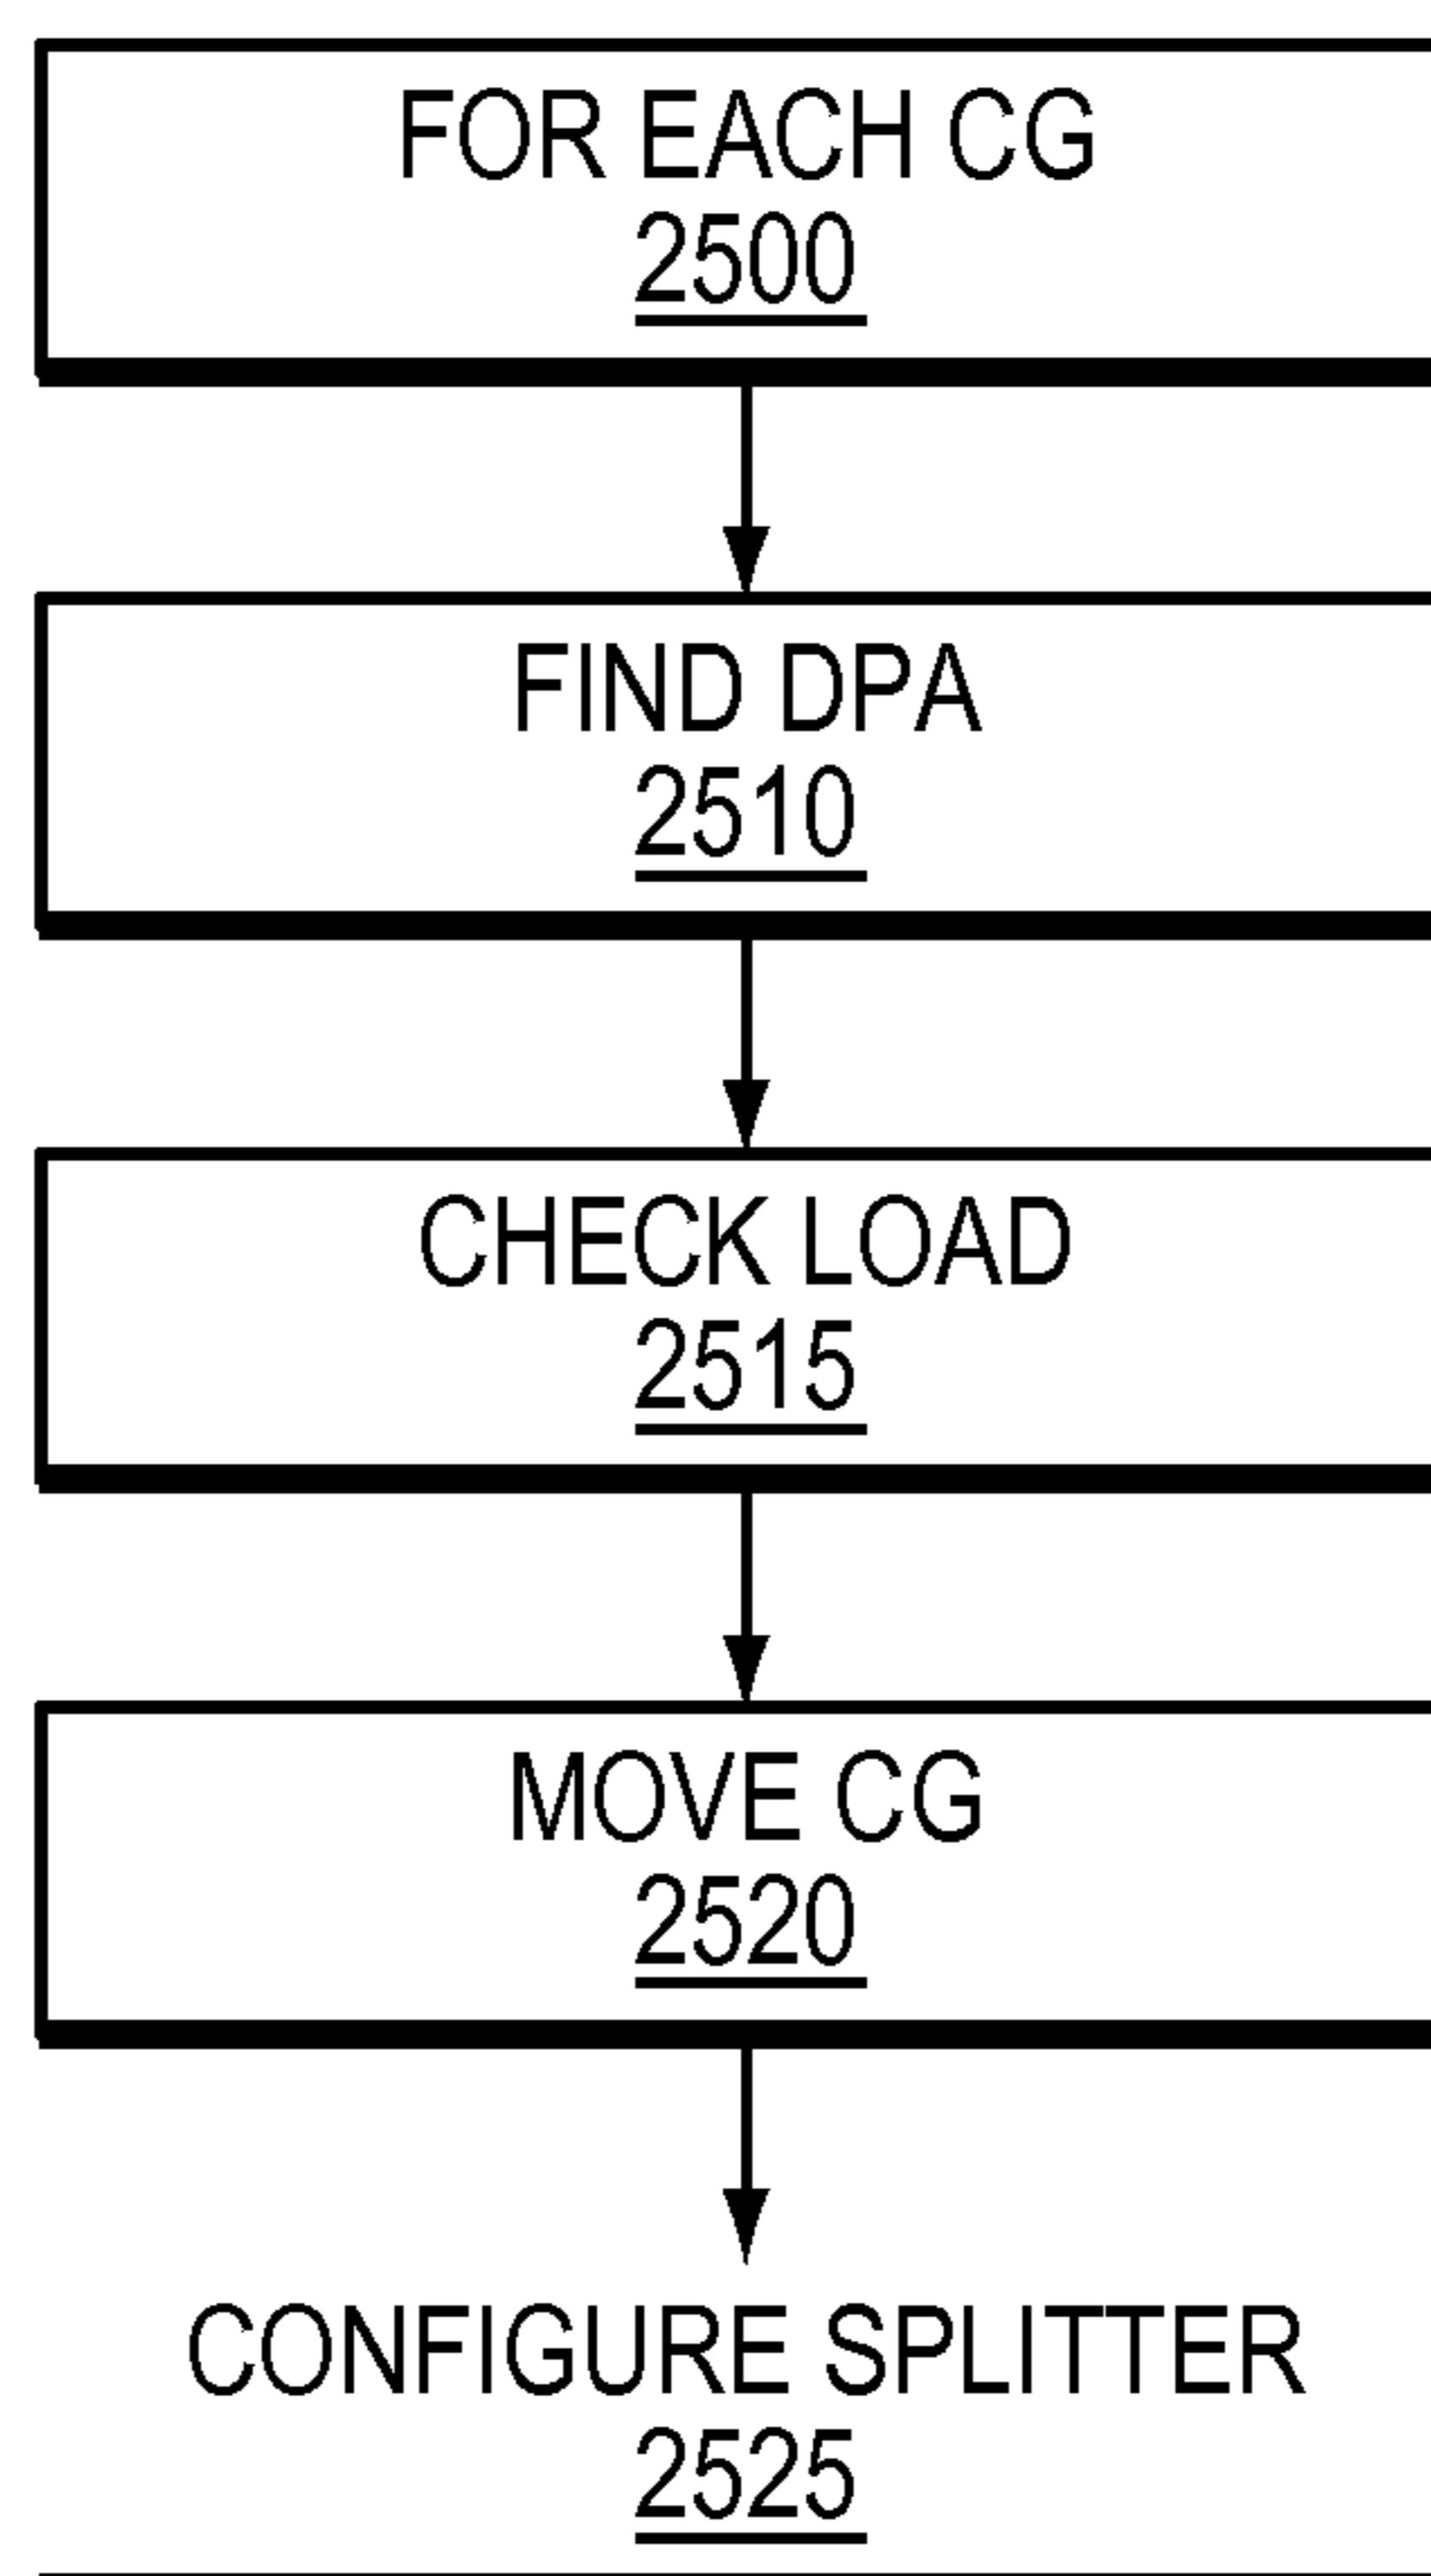 FOR EACH CG
2500
FIND DPA
2510
CHECK LOAD
2515
MOVE CG
2520
CONFIGURE SPLITTER
2525